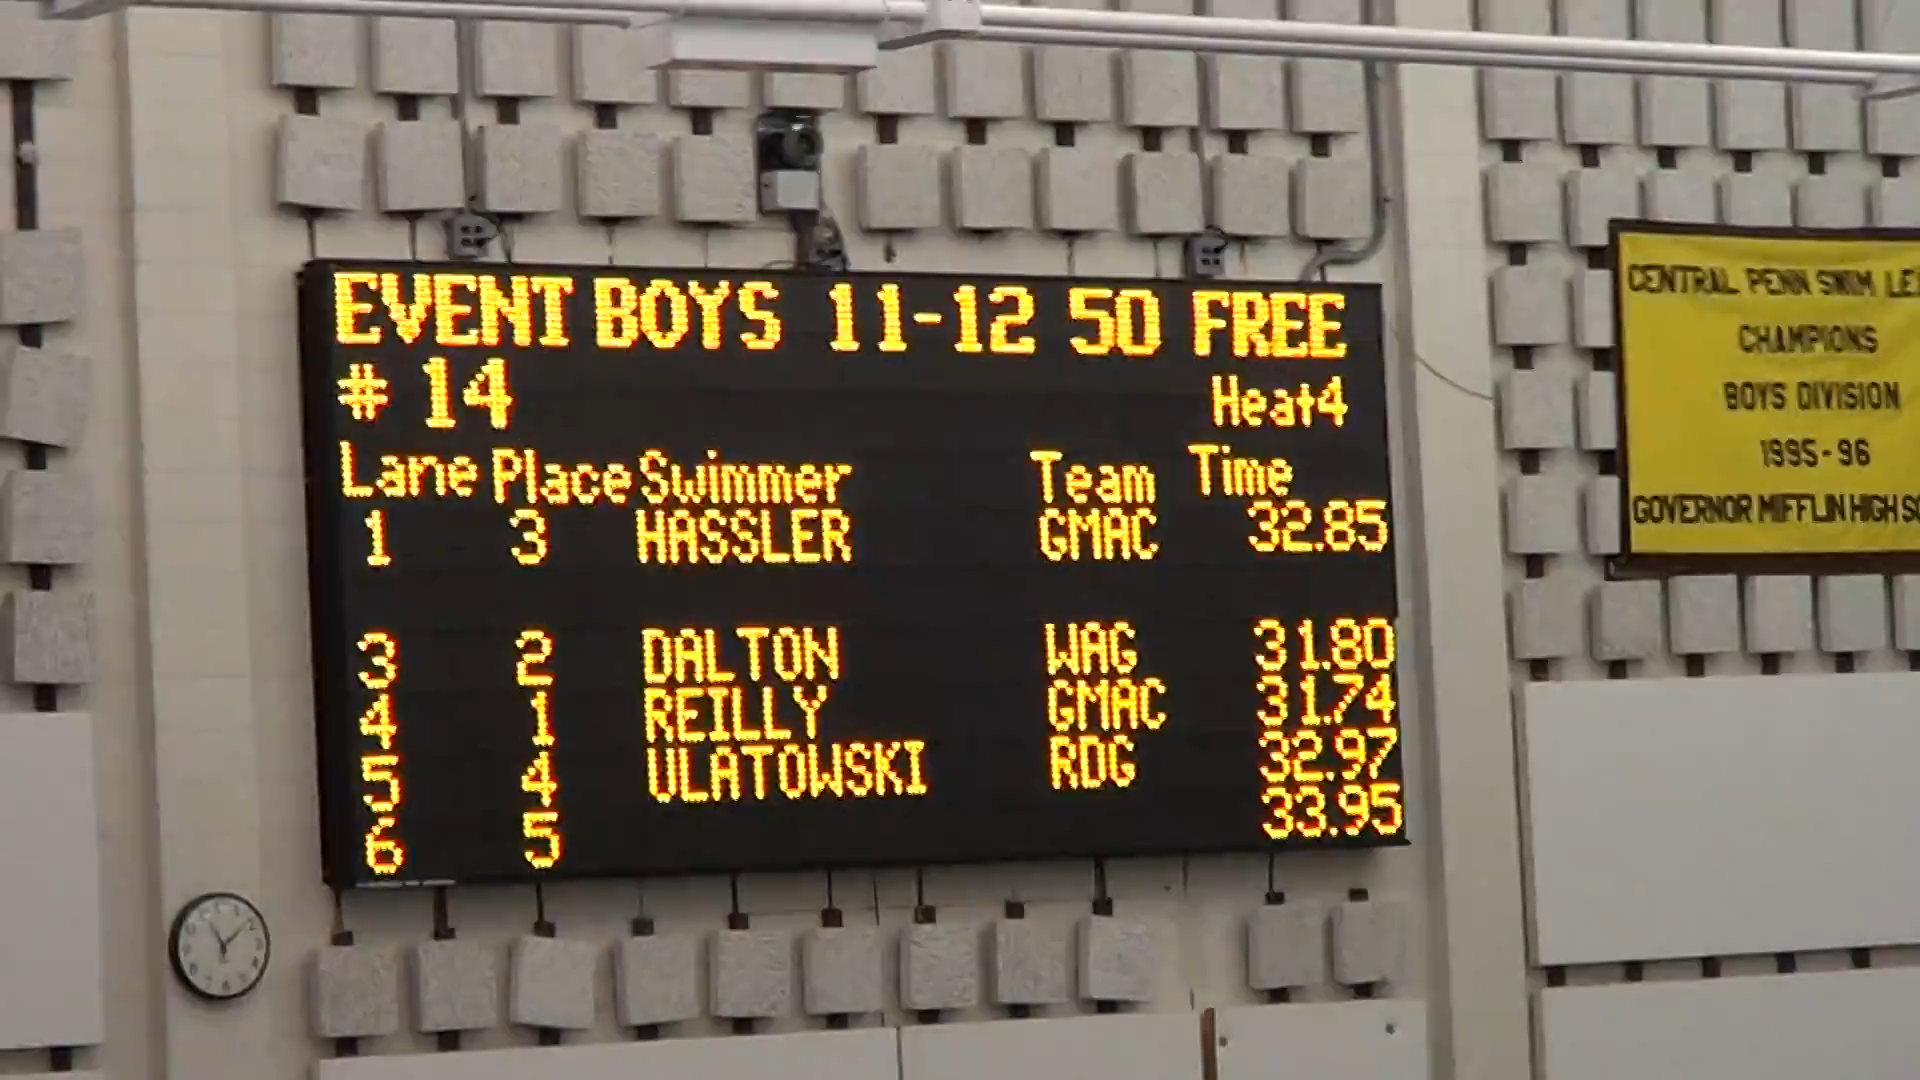 EVENT BOYS 11-12 50 FREE
# 14 Heat4
Lane Place Swimmer Team Time
1 3 HASSLER GMAC 32.85
3 2 DALTON WAG 31.80
4 1 REILLY GMAC 31.74
5 4 ULATOWSKI RDG 32.97
6 5 33.95
CENTRAL PENN SWIM LE
CHAMPIONS
BOYS DIVISION
1995-96
GOVERNOR MIFFLIN HIGH SC